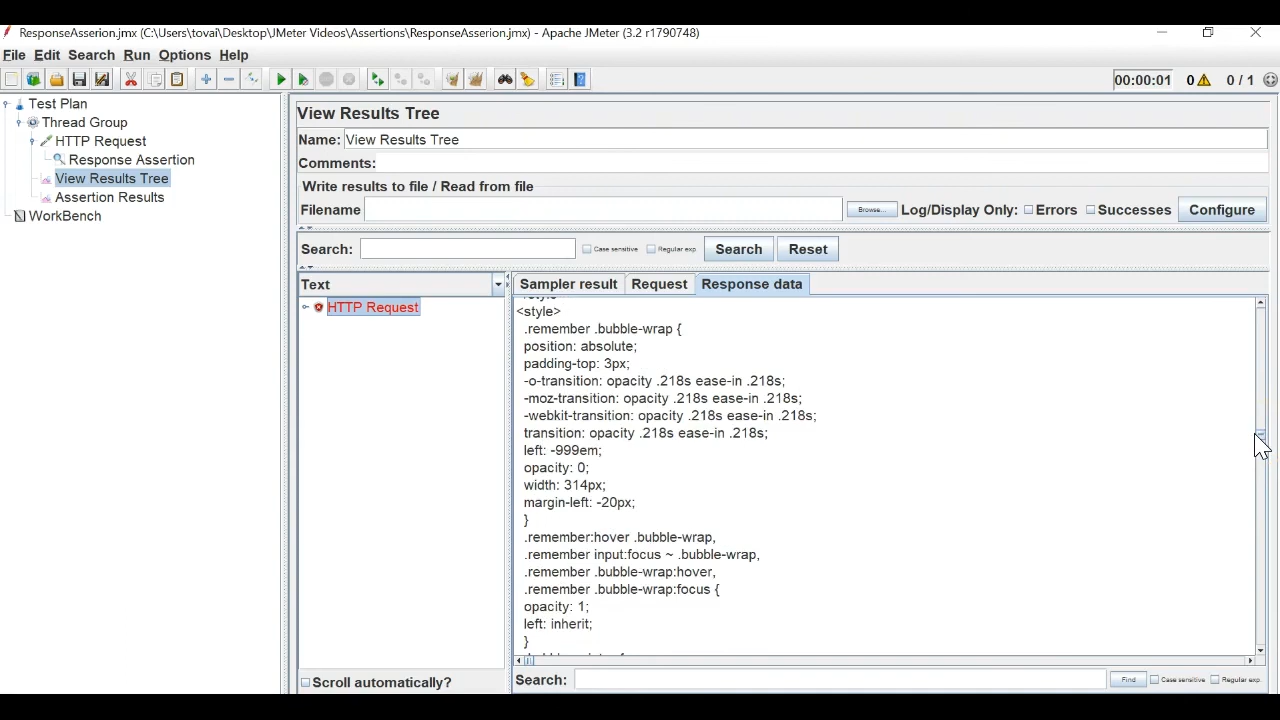 ResponseAsserion.jmx (C:\Users\tovai\Desktop\JMeter Videos\Assertions\ResponseAsserion.jmx) - Apache JMeter (3.2 r1790748)
File Edit Search Run Options Help
00:00:01 0 0 / 1
Test Plan
Thread Group
HTTP Request
Response Assertion
View Results Tree
Assertion Results
WorkBench
View Results Tree
Name: View Results Tree
Comments:
Write results to file / Read from file
Filename Browse... Log/Display Only: Errors Successes Configure
Search: Case sensitive Regular exp. Search Reset
Text
HTTP Request
Scroll automatically?
Sampler result Request Response data
<style>
.remember .bubble-wrap {
position: absolute;
padding-top: 3px;
-o-transition: opacity .218s ease-in .218s;
-moz-transition: opacity .218s ease-in .218s;
-webkit-transition: opacity .218s ease-in .218s;
transition: opacity .218s ease-in .218s;
left: -999em;
opacity: 0;
width: 314px;
margin-left: -20px;
}
.remember:hover .bubble-wrap,
.remember input:focus ~ .bubble-wrap,
.remember .bubble-wrap:hover,
.remember .bubble-wrap:focus {
opacity: 1;
left: inherit;
}
Search: Find Case sensitive Regular exp.